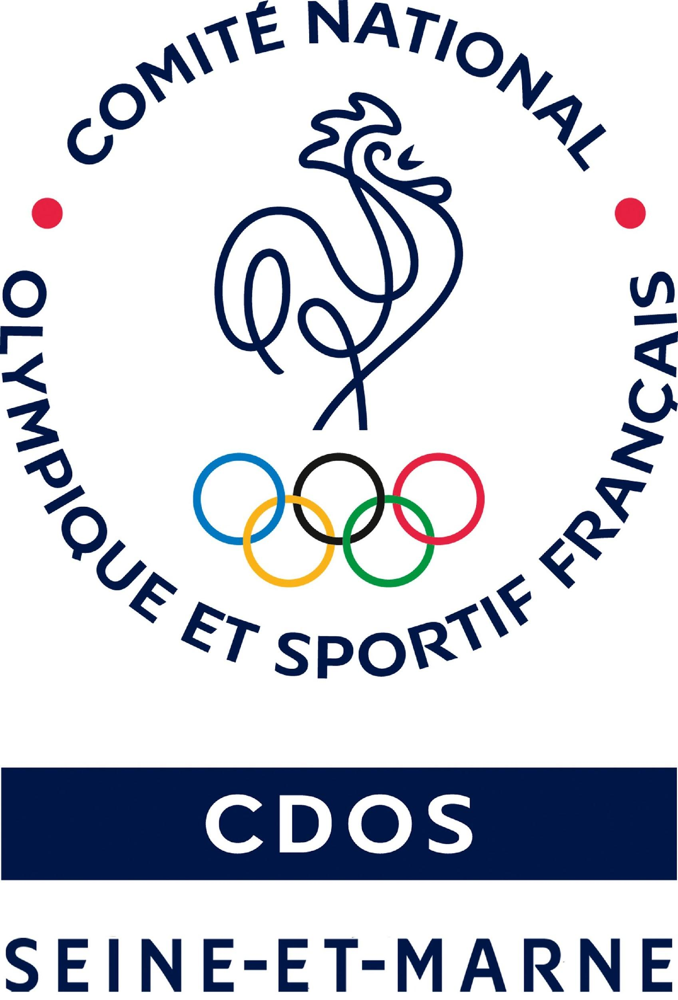 COMITÉ NATIONAL
OLYMPIQUE ET SPORTIF FRANÇAIS
CDOS
SEINE-ET-MARNE